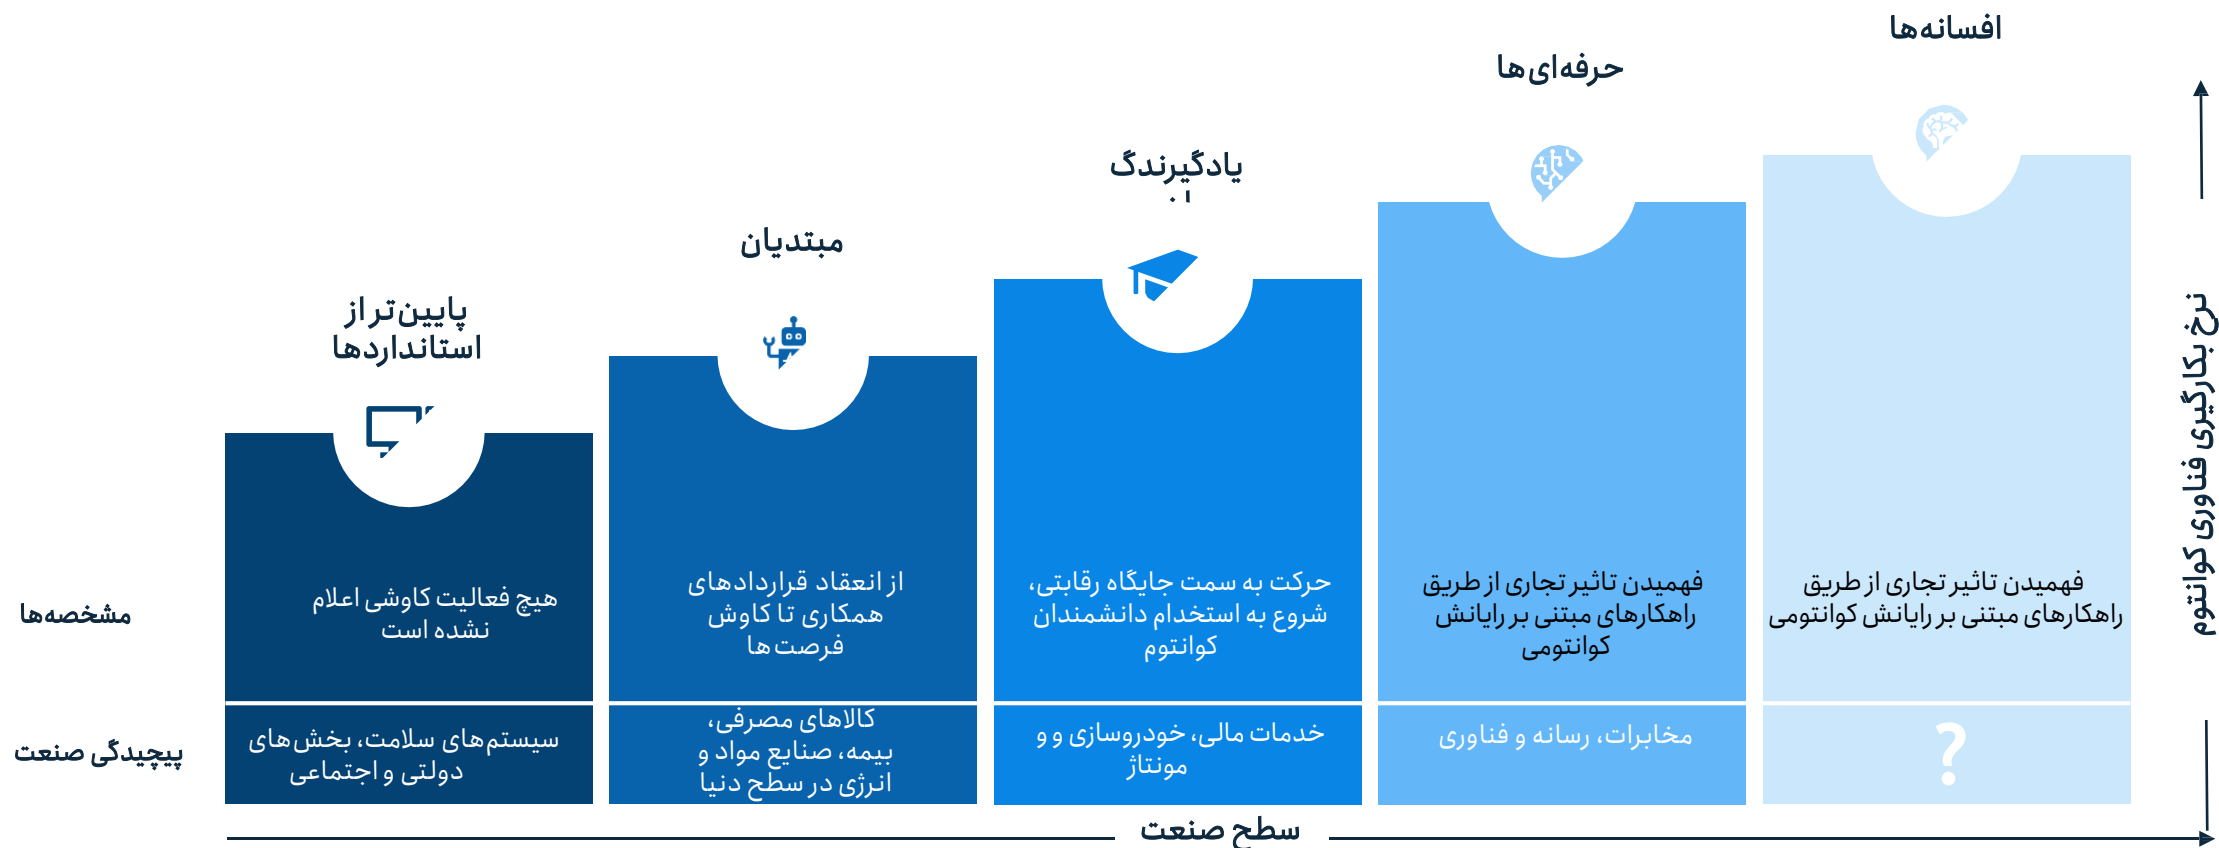 افسانه‌ها
حرفه‌ای‌ها
یادگیرندگ
ان
مبتدیان
پایین‌تر از
استانداردها
نرخ بکارگیری فناوری کوانتوم
مشخصه‌ها
هیچ فعالیت کاوشی اعلام
نشده است
از انعقاد قراردادهای
همکاری تا کاوش
فرصت‌ها
حرکت به سمت جایگاه رقابتی،
شروع به استخدام دانشمندان
کوانتوم
فهمیدن تاثیر تجاری از طریق
راهکارهای مبتنی بر رایانش
کوانتومی
فهمیدن تاثیر تجاری از طریق
راهکارهای مبتنی بر رایانش کوانتومی
پیچیدگی صنعت
سیستم‌های سلامت، بخش‌های
دولتی و اجتماعی
کالاهای مصرفی،
بیمه، صنایع مواد و
انرژی در سطح دنیا
خدمات مالی، خودروسازی و و
مونتاژ
مخابرات، رسانه و فناوری
?
سطح صنعت